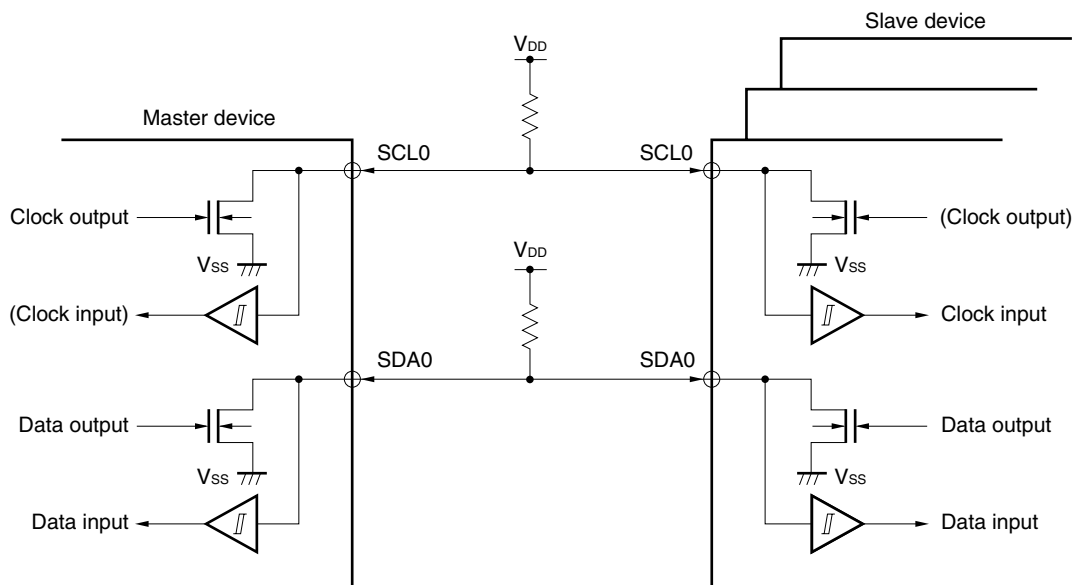 Slave device
VDD
Master device
SCL0
SCL0
Clock output
(Clock output)
VSS
VDD
VSS
(Clock input)
Clock input
SDA0
SDA0
Data output
Data output
VSS
VSS
Data input
Data input